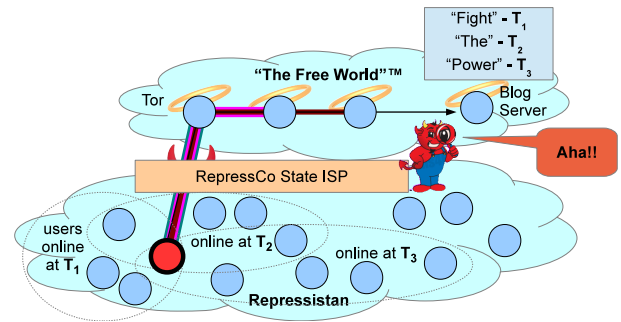 “Fight” - T1
“The” - T2
“Power” - T3
“The Free World”™
Tor
Blog
Server
Aha!!
RepressCo State ISP
users
online
at T1
online at T2
online at T3
Repressistan